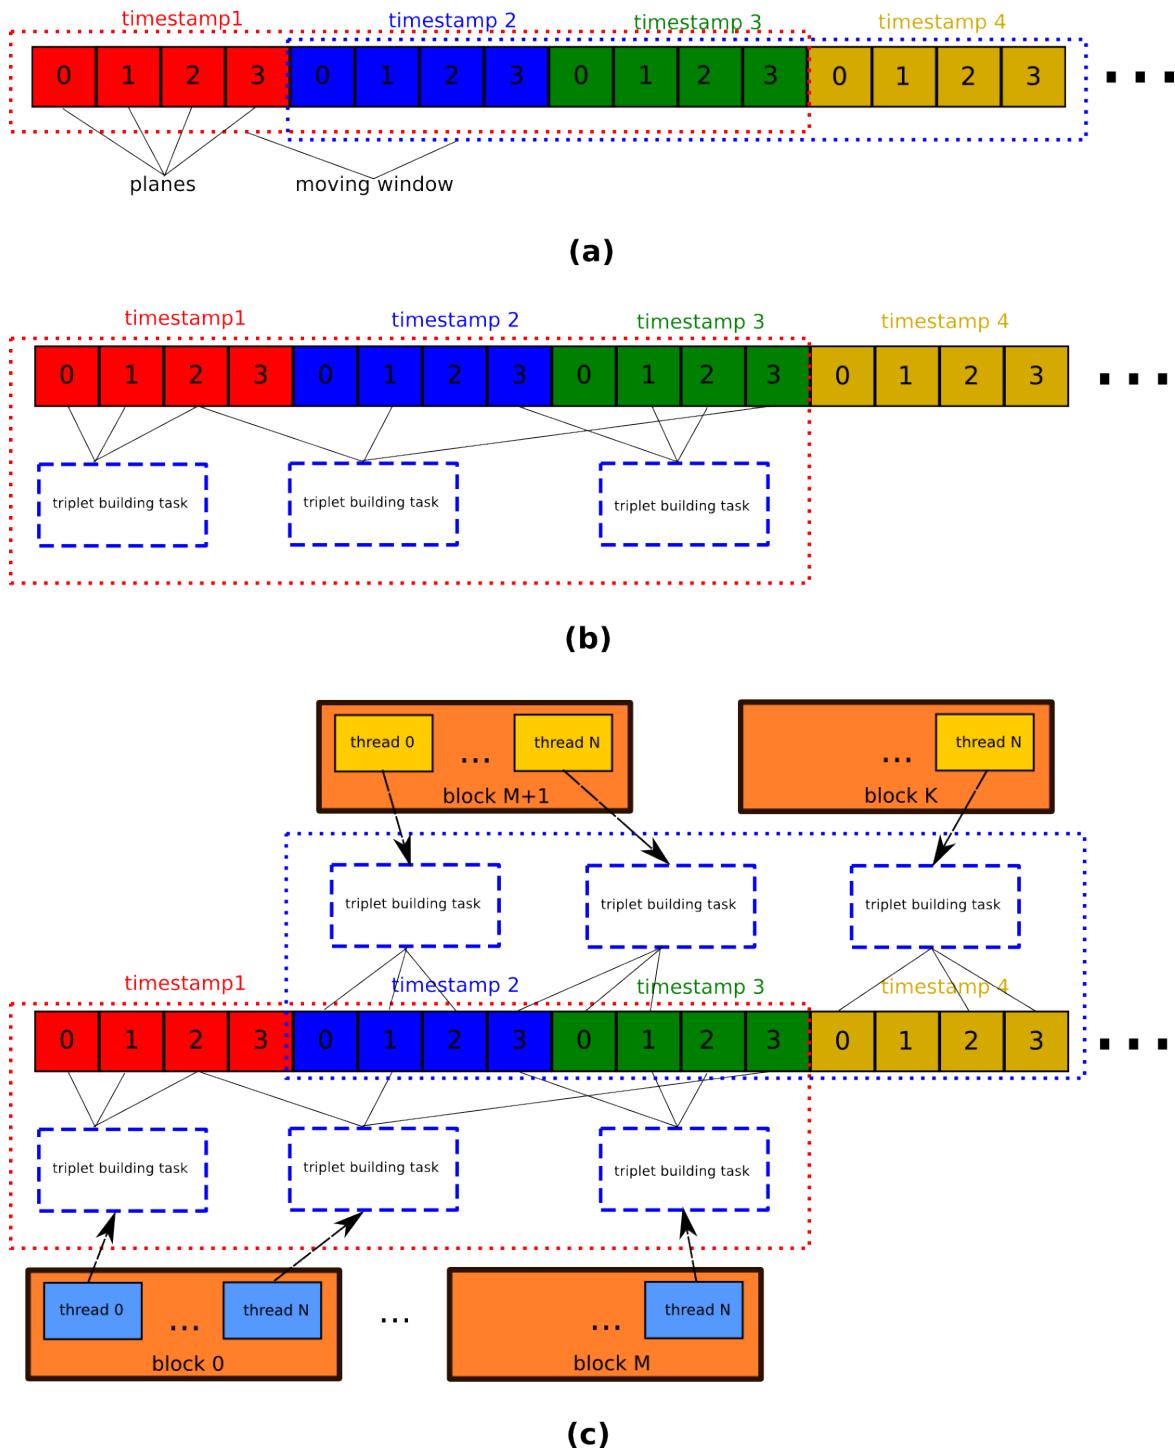 timestamp1 timestamp 2 timestamp 3 timestamp 4
0 1 2 3 0 1 2 3 0 1 2 3 0 1 2 3 ...
planes moving window
(a)
timestamp1 timestamp 2 timestamp 3 timestamp 4
0 1 2 3 0 1 2 3 0 1 2 3 0 1 2 3 ...
triplet building task triplet building task triplet building task
(b)
thread 0 ... thread N ... thread N
block M+1 block K
triplet building task triplet building task triplet building task
timestamp1 timestamp 2 timestamp 3 timestamp 4
0 1 2 3 0 1 2 3 0 1 2 3 0 1 2 3 ...
triplet building task triplet building task triplet building task
thread 0 ... thread N ... ... thread N
block 0 block M
(c)